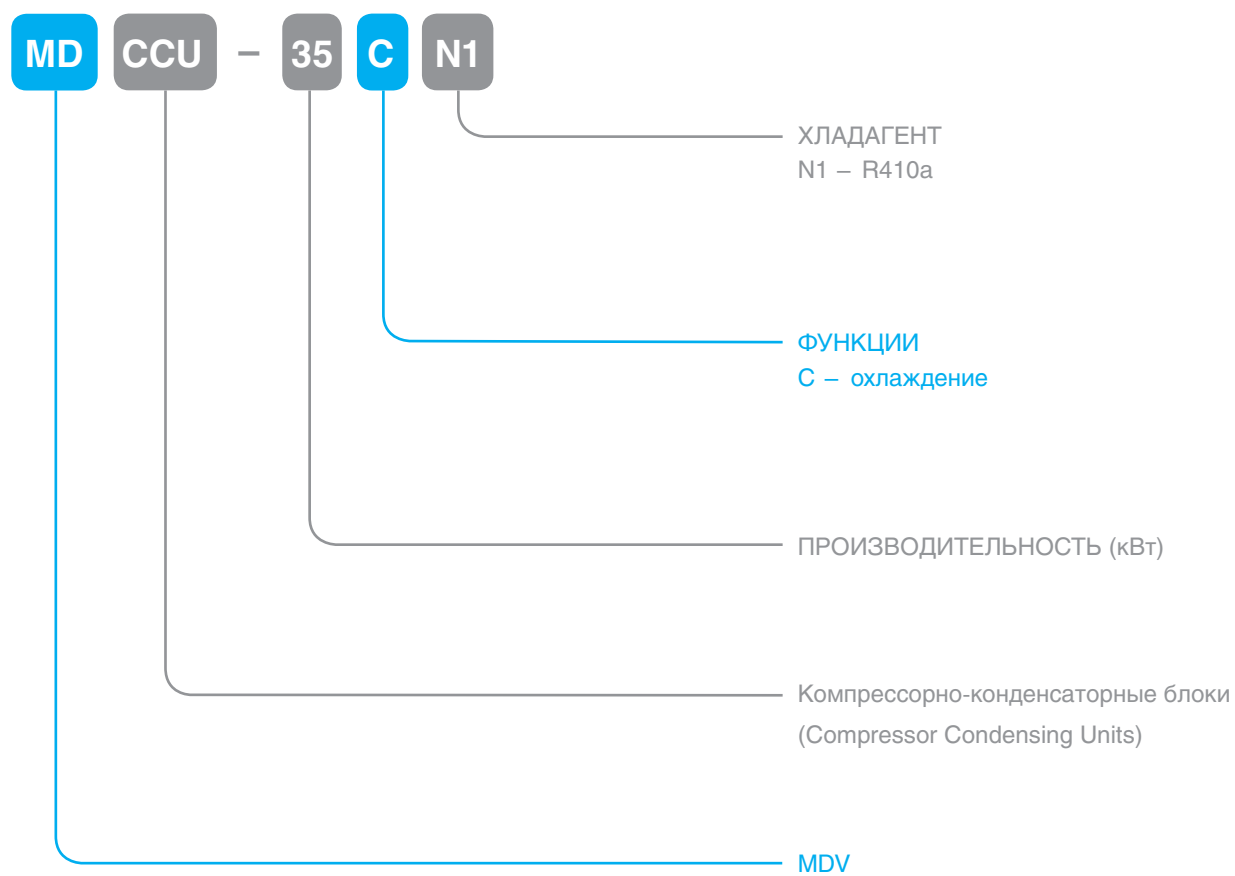 MD CCU – 35 C N1
ХЛАДАГЕНТ
N1 – R410a
ФУНКЦИИ
C – охлаждение
ПРОИЗВОДИТЕЛЬНОСТЬ (кВт)
Компрессорно-конденсаторные блоки
(Compressor Condensing Units)
MDV